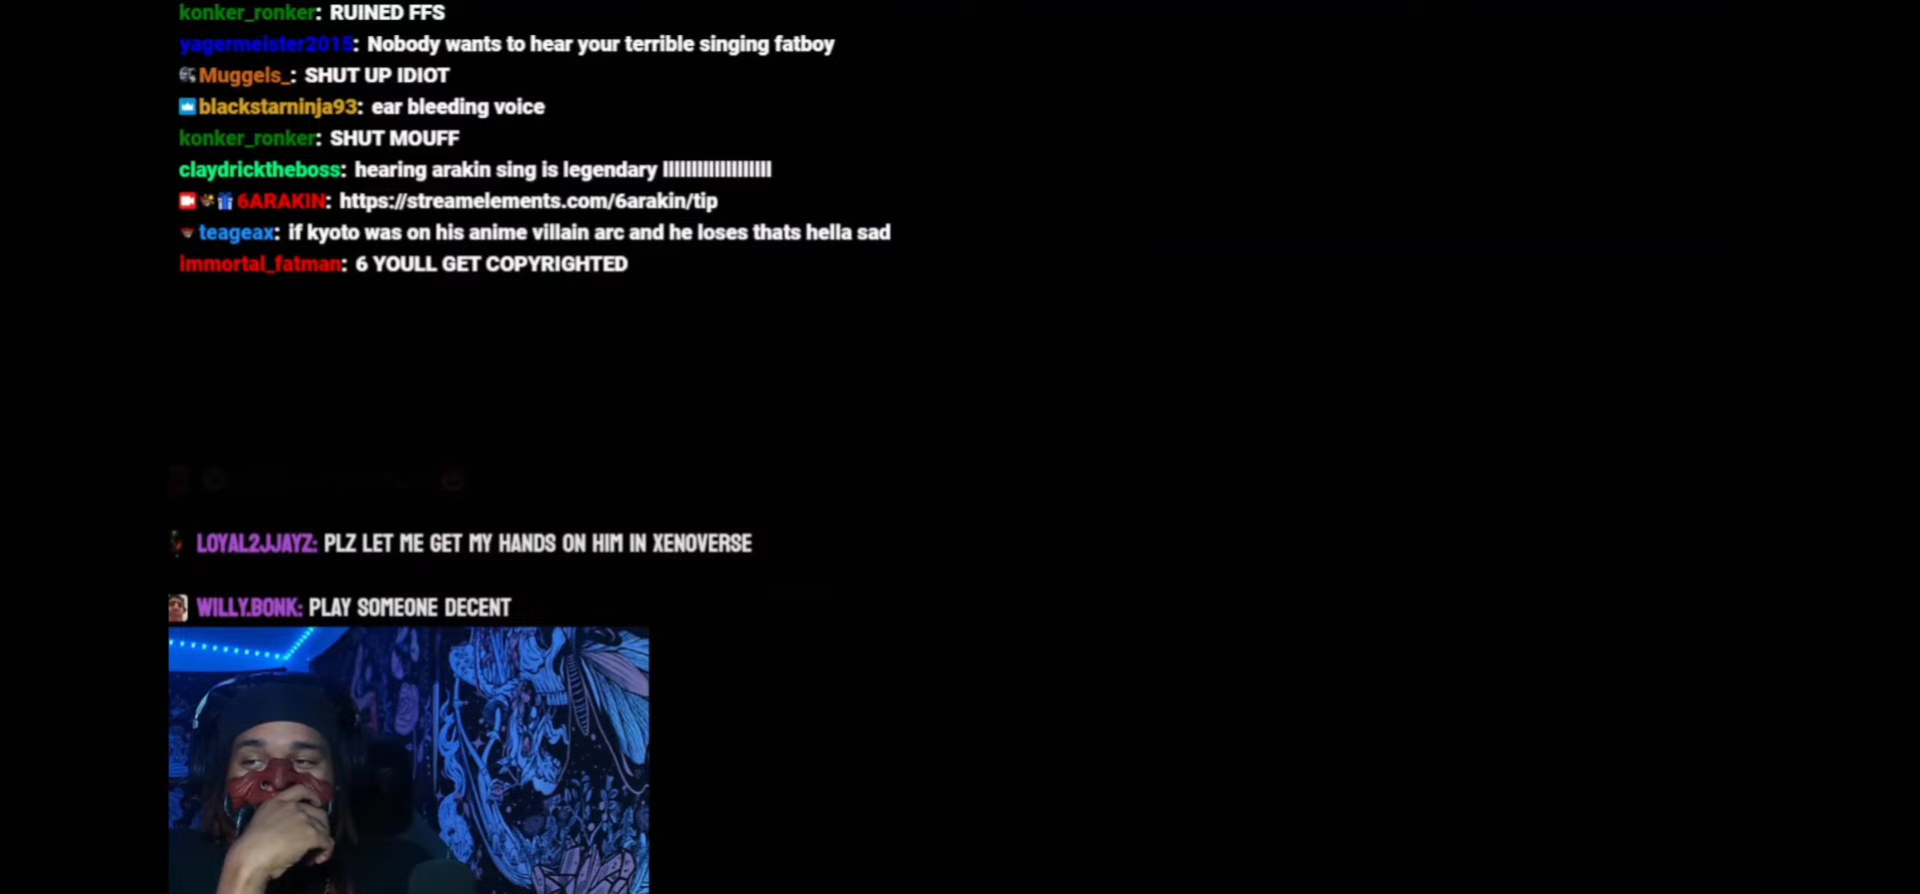 konker_ronker: RUINED FFS
yagermeister2015: Nobody wants to hear your terrible singing fatboy
Muggels_: SHUT UP IDIOT
blackstarninja93: ear bleeding voice
konker_ronker: SHUT MOUFF
claydricktheboss: hearing arakin sing is legendary lllllllllllllllllll
6ARAKIN: https://streamelements.com/6arakin/tip
teageax: if kyoto was on his anime villain arc and he loses thats hella sad
immortal_fatman: 6 YOULL GET COPYRIGHTED
LOYAL2JJAYZ: PLZ LET ME GET MY HANDS ON HIM IN XENOVERSE
WILLY.BONK: PLAY SOMEONE DECENT